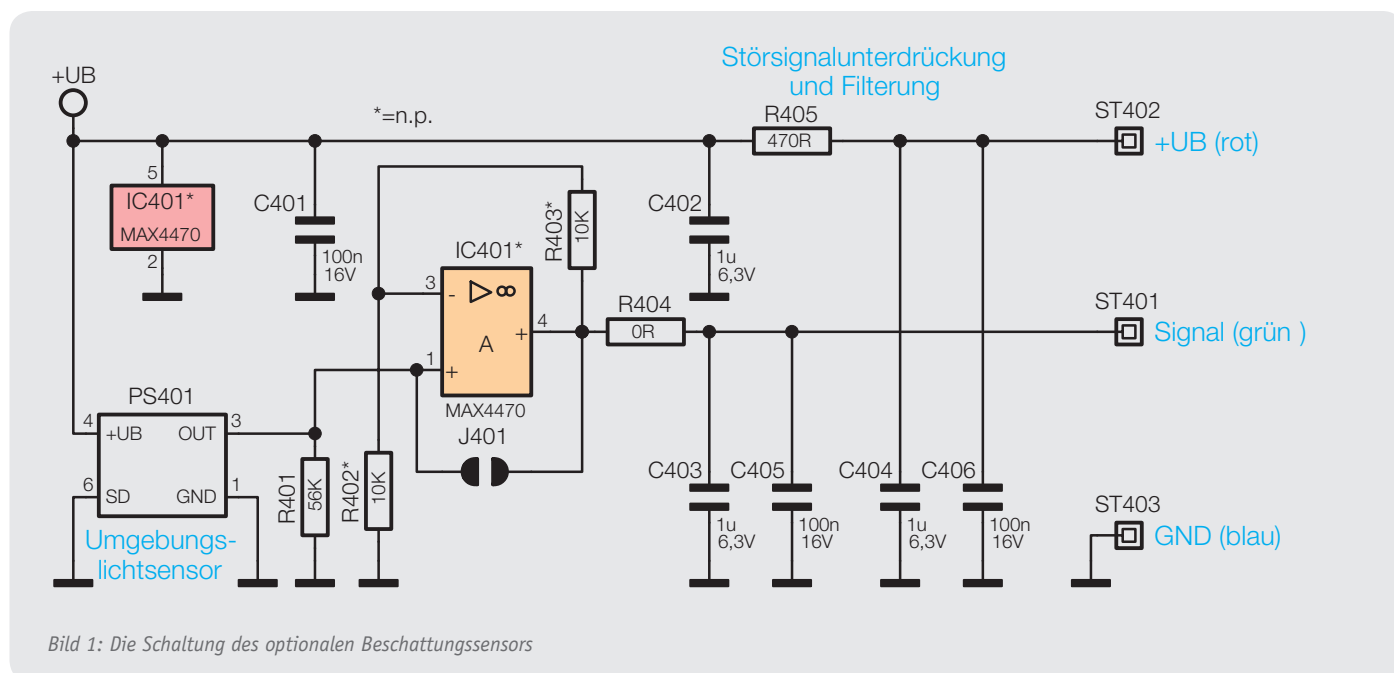 Störsignalunterdrückung
und Filterung
+UB
*=n.p.
R405
470R
ST402
+UB (rot)
5
IC401*
MAX4470
2
C401
100n
16V
R403*
10K
C402
1u
6,3V
IC401*
3
-
∞
A
+
4
1
+
MAX4470
J401
R404
0R
ST401
Signal (grün )
PS401
4
+UB
OUT
3
6
SD
GND
1
R401
56K
R402*
10K
C403
1u
6,3V
C405
100n
16V
C404
1u
6,3V
C406
100n
16V
ST403
GND (blau)
Umgebungs-
lichtsensor
Bild 1: Die Schaltung des optionalen Beschattungssensors